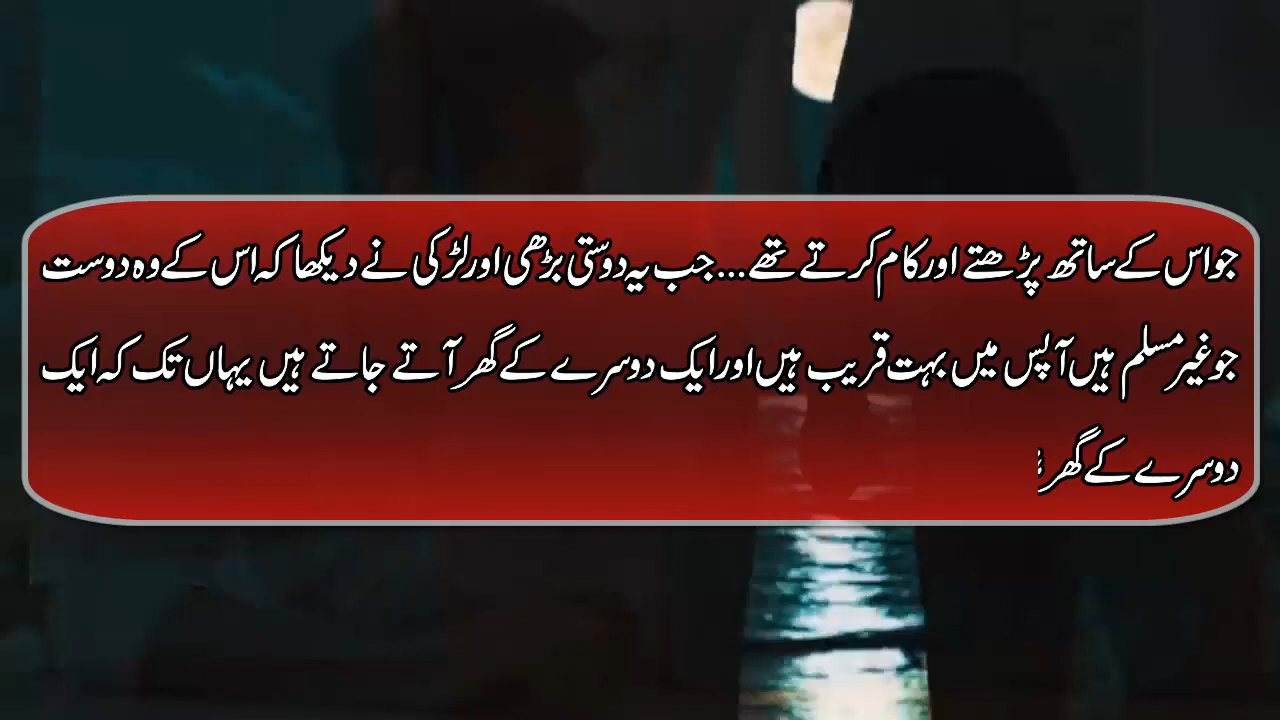 جو اس کے ساتھ پڑھتے اور کام کرتے تھے...جب یہ دوستی بڑھی اور لڑکی نے دیکھا کہ اس کے وہ دوست
جو غیر مسلم ہیں آپس میں بہت قریب ہیں اور ایک دوسرے کے گھر آتے جاتے ہیں یہاں تک کہ ایک
دوسرے کے گھر